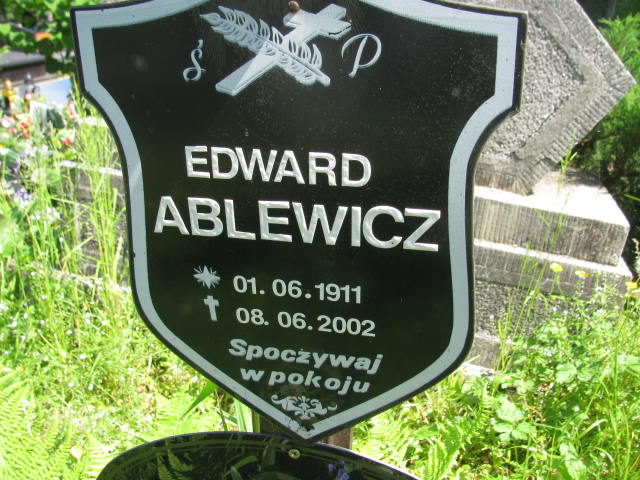 Ś P
EDWARD
ABLEWICZ
01. 06. 1911
08. 06. 2002
Spoczywaj
w pokoju